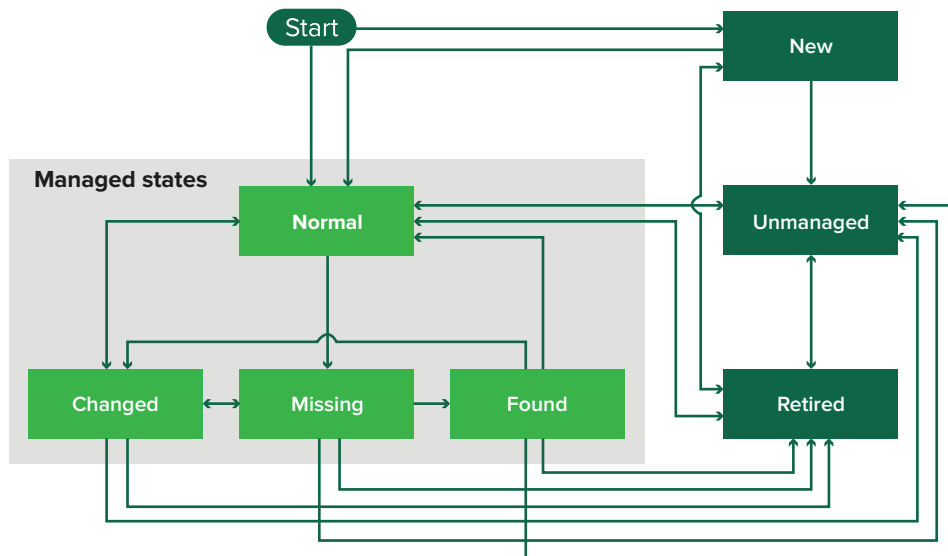 Start
New
Managed states
Normal
Unmanaged
Changed
Missing
Found
Retired